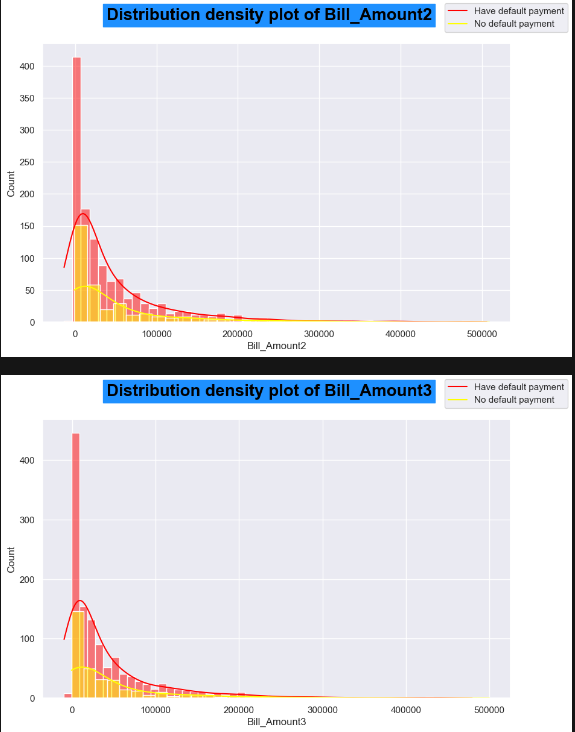 Distribution density plot of Bill_Amount2
Have default payment
No default payment
400
350
300
250
200
150
100
50
0
Count
0 100000 200000 300000 400000 500000
Bill_Amount2
Distribution density plot of Bill_Amount3
Have default payment
No default payment
400
300
200
100
0
Count
0 100000 200000 300000 400000 500000
Bill_Amount3